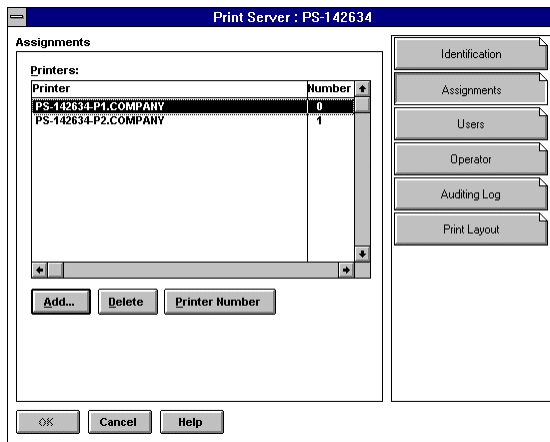 Print Server : PS-142634
Assignments
Printers:
Printer Number
PS-142634-P1.COMPANY 0
PS-142634-P2.COMPANY 1
Add... Delete Printer Number
Identification
Assignments
Users
Operator
Auditing Log
Print Layout
OK Cancel Help